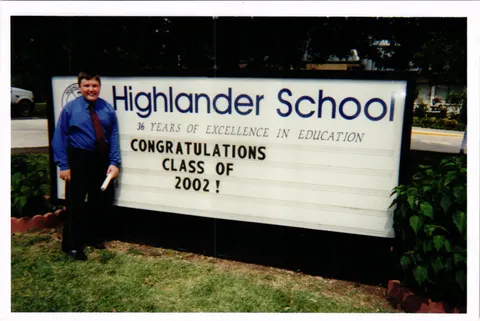 Highlander School
36 YEARS OF EXCELLENCE IN EDUCATION
CONGRATULATIONS
CLASS OF
2002!